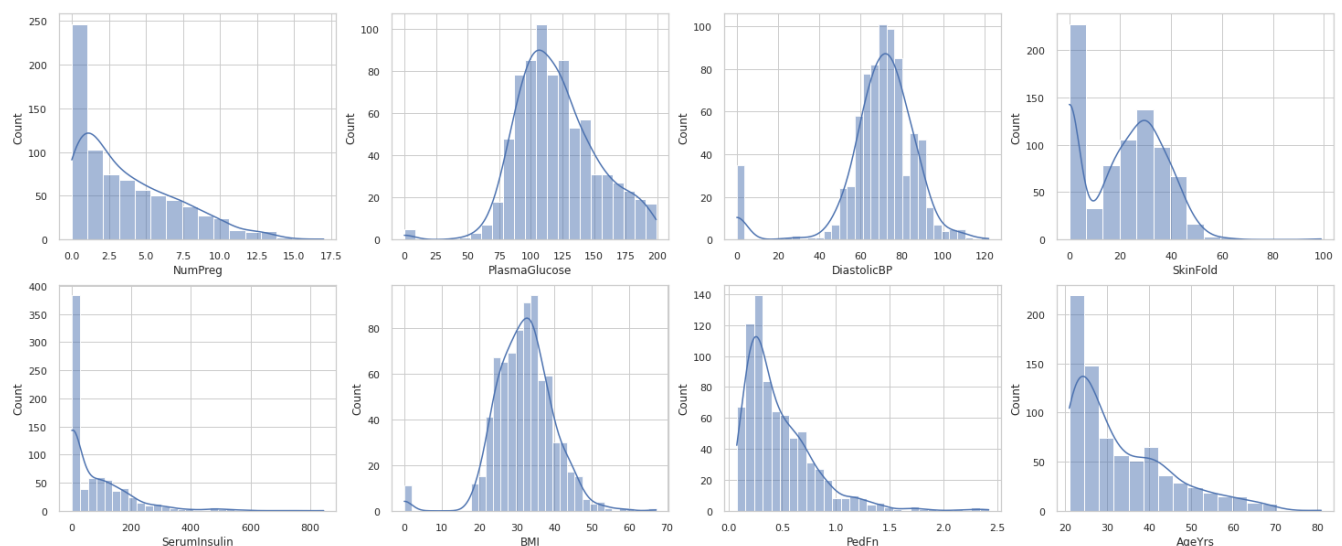 Count
250
200
150
100
50
0
0.0 2.5 5.0 7.5 10.0 12.5 15.0 17.5
NumPreg
Count
100
80
60
40
20
0
0 25 50 75 100 125 150 175 200
PlasmaGlucose
Count
100
80
60
40
20
0
0 20 40 60 80 100 120
DiastolicBP
Count
200
150
100
50
0
0 20 40 60 80 100
SkinFold
Count
400
350
300
250
200
150
100
50
0
0 200 400 600 800
SerumInsulin
Count
80
60
40
20
0
0 10 20 30 40 50 60 70
BMI
Count
140
120
100
80
60
40
20
0
0.0 0.5 1.0 1.5 2.0 2.5
PedFn
Count
200
150
100
50
0
20 30 40 50 60 70 80
AgeYrs